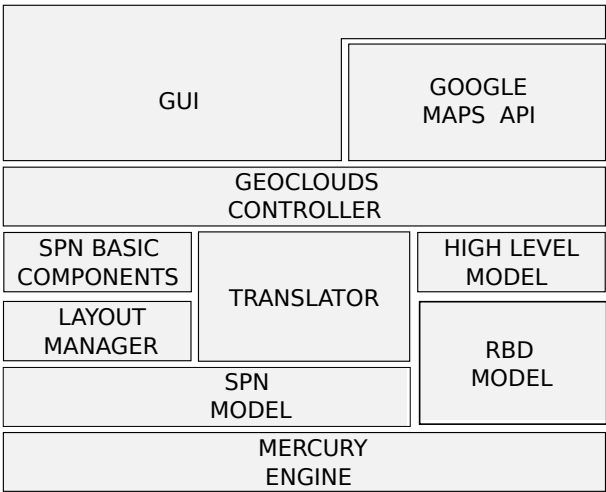 GUI
GOOGLE
MAPS API
GEOCLOUDS
CONTROLLER
SPN BASIC
COMPONENTS
TRANSLATOR
HIGH LEVEL
MODEL
LAYOUT
MANAGER
RBD
MODEL
SPN
MODEL
MERCURY
ENGINE